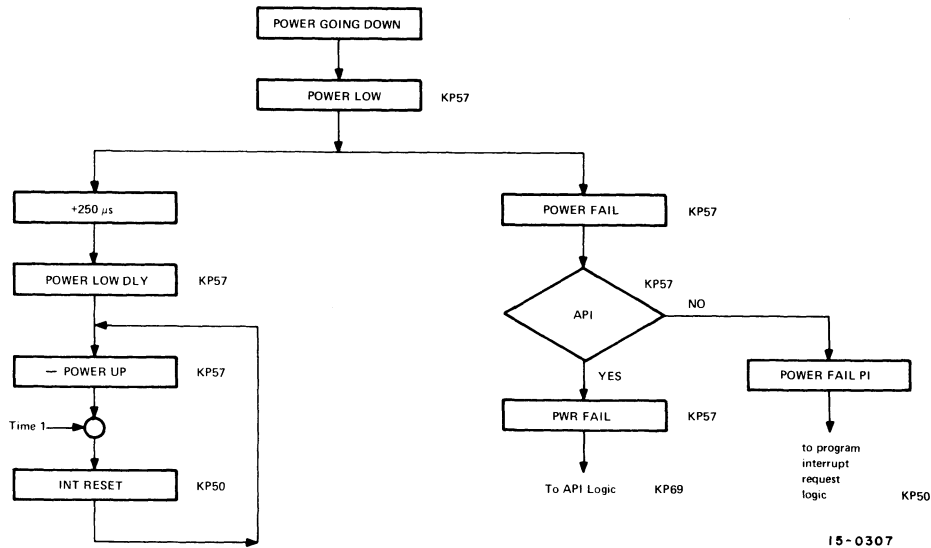 POWER GOING DOWN
POWER LOW KP57
+250 μs
POWER FAIL KP57
POWER LOW DLY KP57
KP57
API
NO
— POWER UP KP57
YES
POWER FAIL PI
PWR FAIL KP57
Time 1
to program
interrupt
request
logic KP50
INT RESET KP50
To API Logic KP69
15-0307